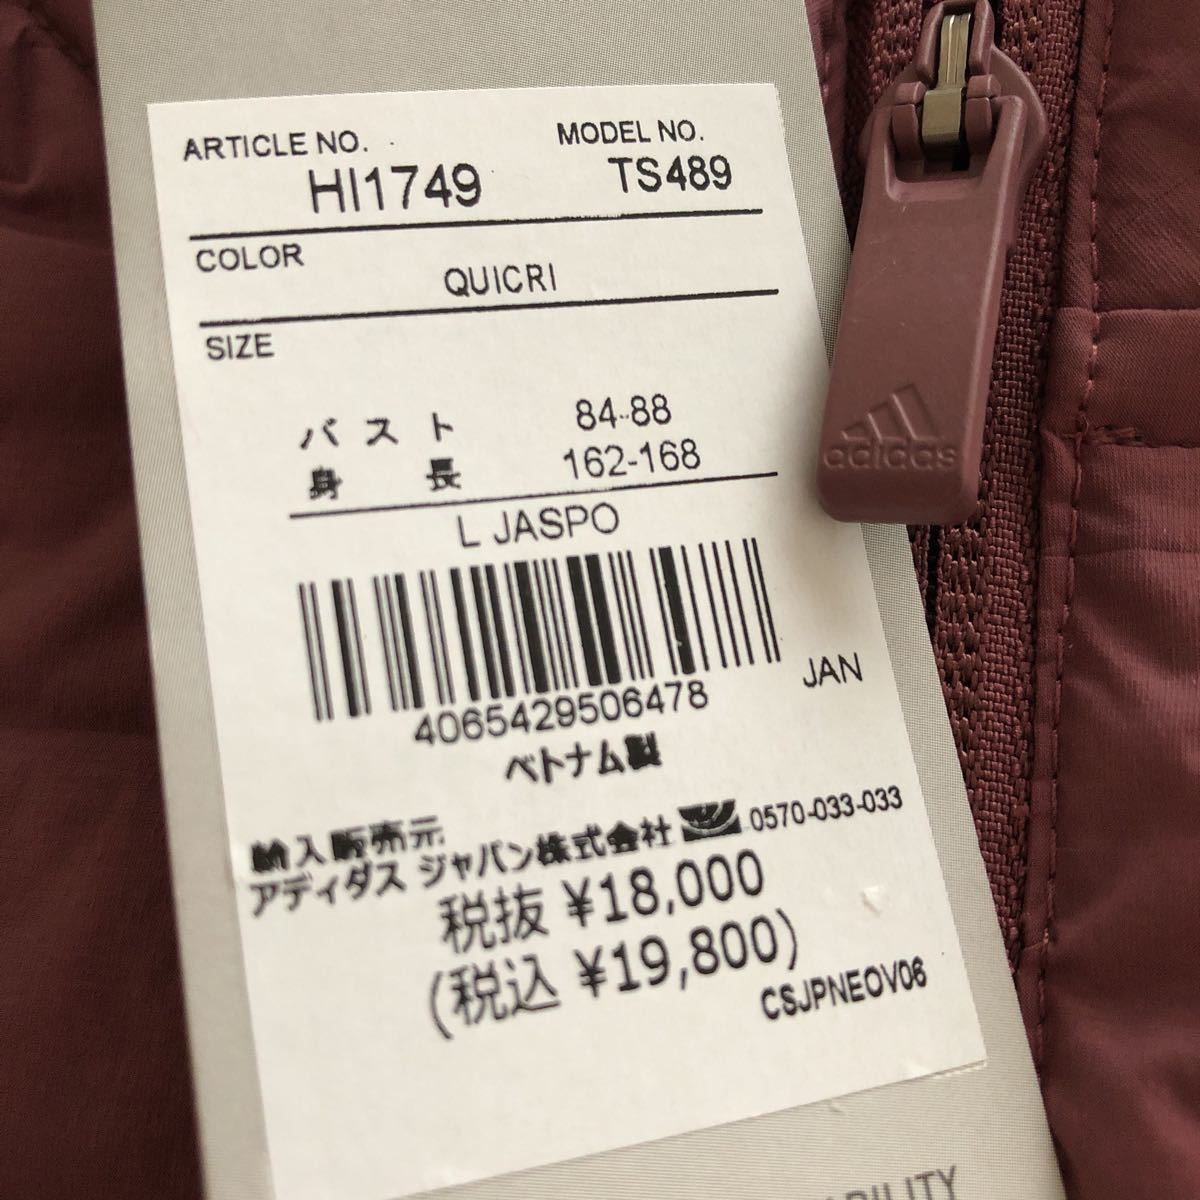 ARTICLE NO.
HI1749
MODEL NO.
TS489
COLOR
QUICRI
SIZE
バスト 84-88
身長 162-168
L JASPO
4065429506478
JAN
ベトナム製
輸入販売元
アディダス ジャパン株式会社 0570-033-033
税抜 ¥18,000
(税込 ¥19,800)
CSJPNEOV06
adidas